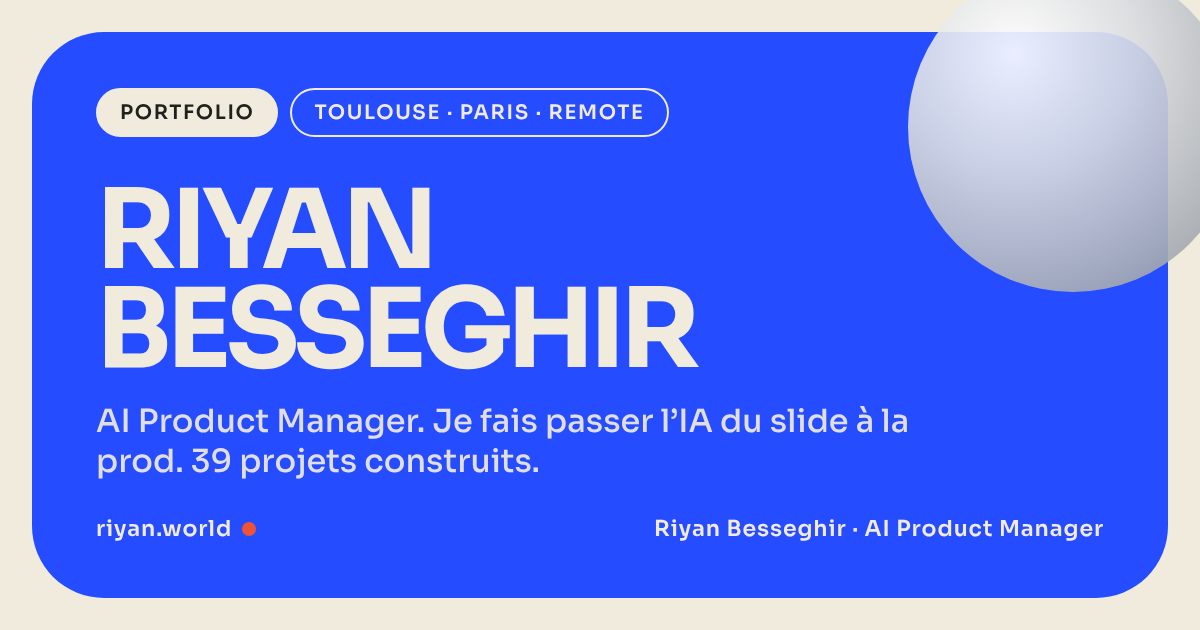 PORTFOLIO
TOULOUSE · PARIS · REMOTE
RIYAN
BESSEGHIR
AI Product Manager. Je fais passer l’IA du slide à la
prod. 39 projets construits.
riyan.world
Riyan Besseghir · AI Product Manager